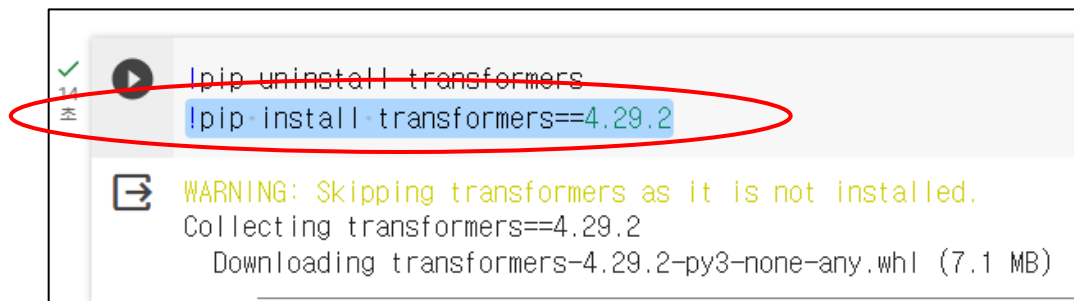 !pip uninstall transformers
14
초
!pip install transformers==4.29.2
WARNING: Skipping transformers as it is not installed.
Collecting transformers==4.29.2
Downloading transformers-4.29.2-py3-none-any.whl (7.1 MB)